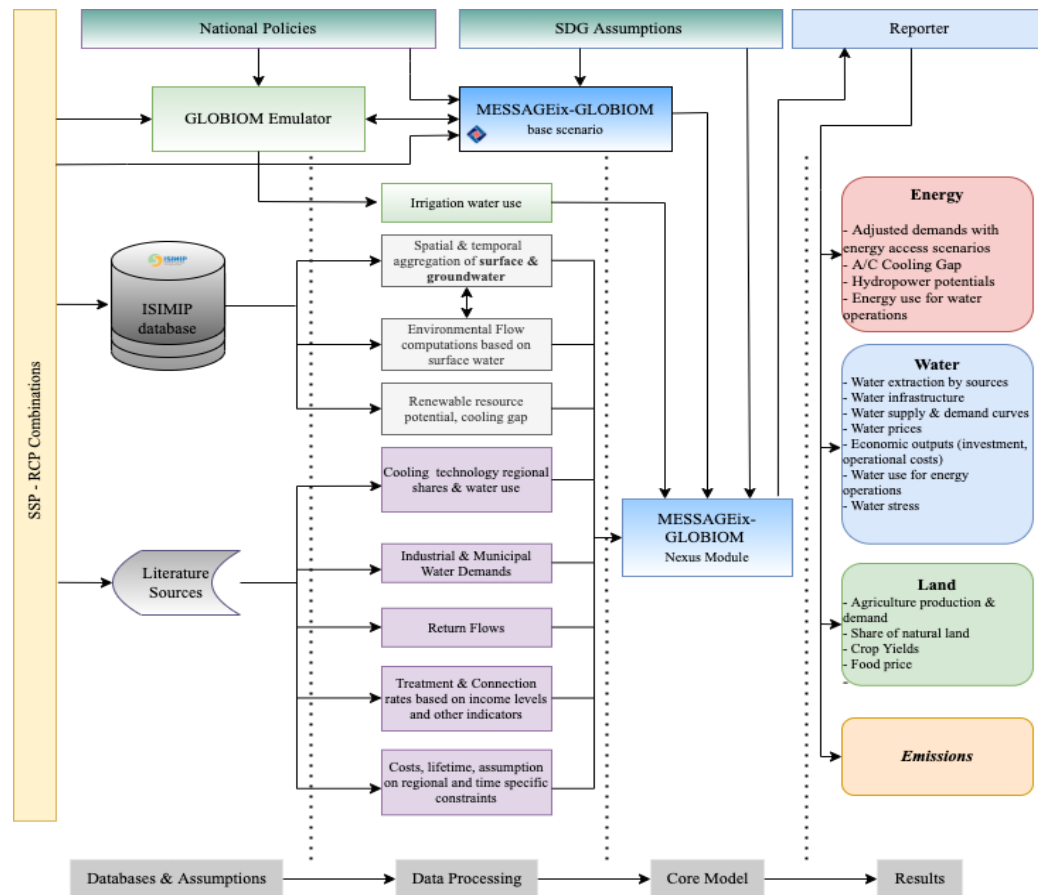 National Policies
SDG Assumptions
Reporter
GLOBIOM Emulator
MESSAGEix-GLOBIOM
base scenario
SSP - RCP Combinations
Irrigation water use
ISIMIP
ISIMIP
database
Spatial & temporal
aggregation of surface &
groundwater
Environmental Flow
computations based on
surface water
Renewable resource
potential, cooling gap
Literature
Sources
Cooling technology regional
shares & water use
Industrial & Municipal
Water Demands
Return Flows
Treatment & Connection
rates based on income levels
and other indicators
Costs, lifetime, assumption
on regional and time specific
constraints
MESSAGEix-
GLOBIOM
Nexus Module
Energy
- Adjusted demands with
energy access scenarios
- A/C Cooling Gap
- Hydropower potentials
- Energy use for water
operations
Water
- Water extraction by sources
- Water infrastructure
- Water supply & demand curves
- Water prices
- Economic outputs (investment,
operational costs)
- Water use for energy
operations
- Water stress
Land
- Agriculture production &
demand
- Share of natural land
- Crop Yields
- Food price
-
Emissions
Databases & Assumptions
Data Processing
Core Model
Results